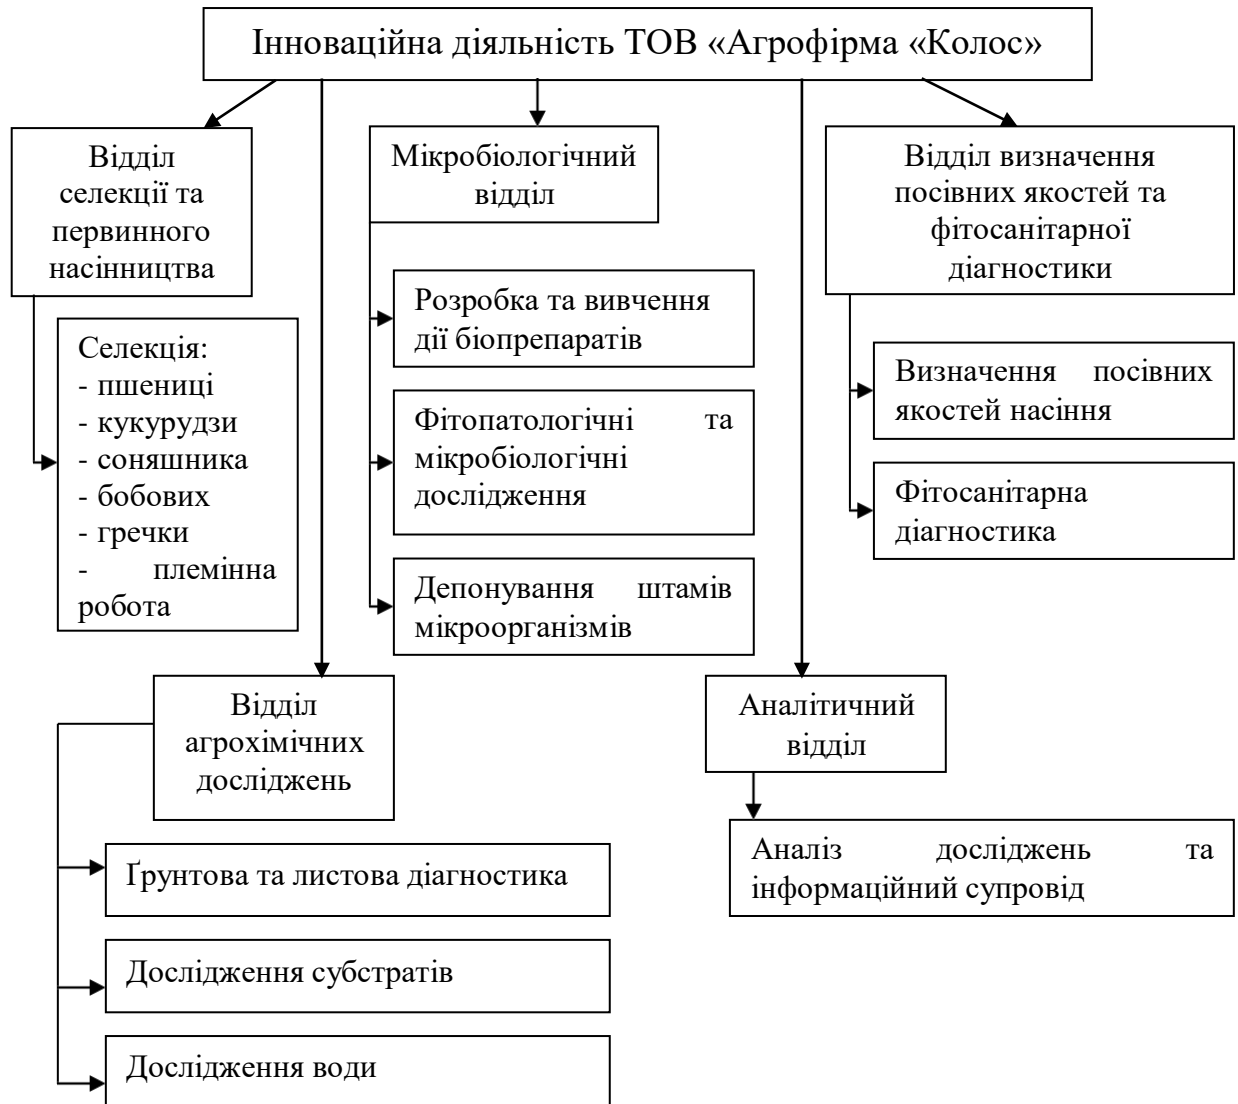 Інноваційна діяльність ТОВ «Агрофірма «Колос»
Відділ
селекції та
первинного
насінництва
Селекція:
- пшениці
- кукурудзи
- соняшника
- бобових
- гречки
- племінна
робота
Мікробіологічний
відділ
Розробка та вивчення
дії біопрепаратів
Фітопатологічні та
мікробіологічні
дослідження
Депонування штамів
мікроорганізмів
Відділ визначення
посівних якостей та
фітосанітарної
діагностики
Визначення посівних
якостей насіння
Фітосанітарна
діагностика
Відділ
агрохімічних
досліджень
Ґрунтова та листова діагностика
Дослідження субстратів
Дослідження води
Аналітичний
відділ
Аналіз досліджень та
інформаційний супровід